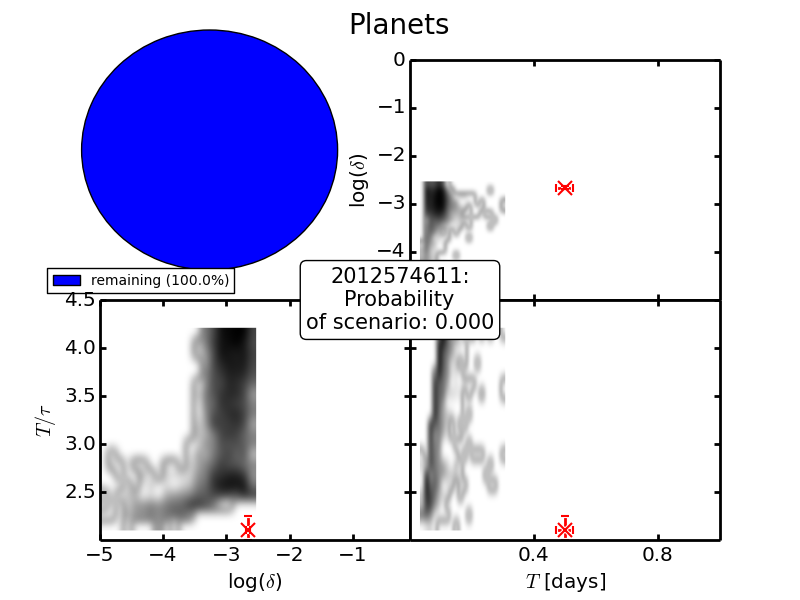 Planets
0
−1
−2
−3
−4
log(δ)
remaining (100.0%)
2012574611:
Probability
of scenario: 0.000
4.5
4.0
3.5
3.0
2.5
T/τ
−5 −4 −3 −2 −1
log(δ)
0.4 0.8
T [days]